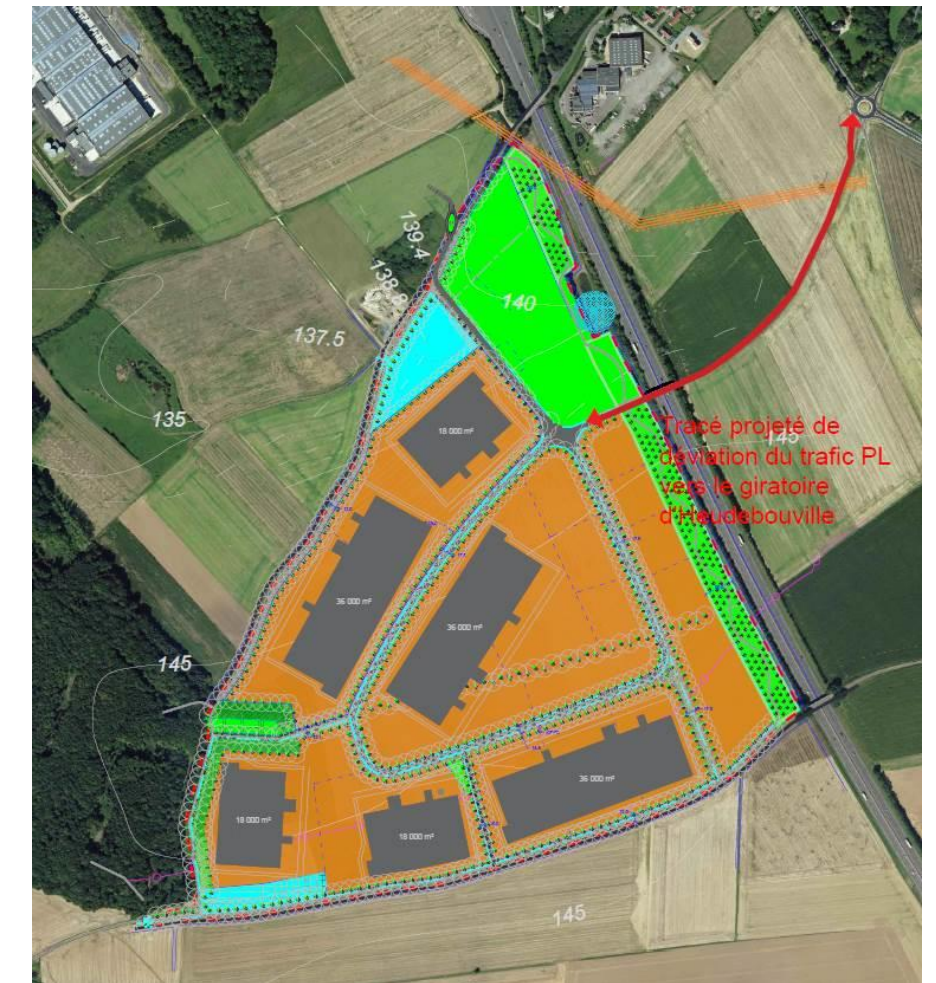 139.4
138.8
140
137.5
135
18 000 m²
Tracé projeté de
déviation du trafic PL
vers le giratoire
d'Heudebouville
145
36 000 m²
36 000 m²
145
36 000 m²
18 000 m²
18 000 m²
145